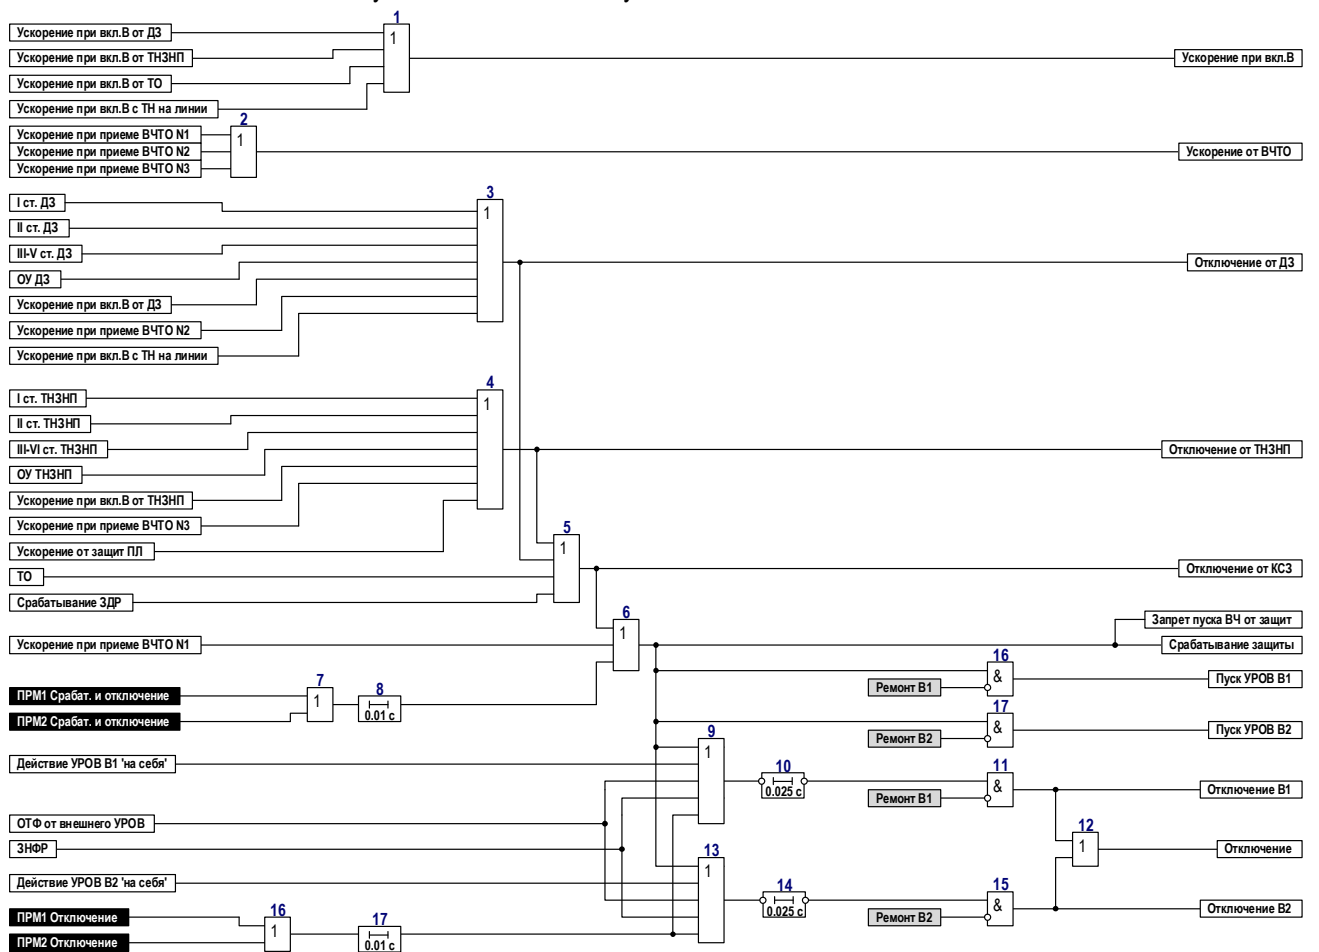 1
Ускорение при вкл.В от ДЗ
1
Ускорение при вкл.В от ТНЗНП
Ускорение при вкл.В
Ускорение при вкл.В от ТО
Ускорение при вкл.В с ТН на линии
2
Ускорение при приеме ВЧТО N1
1
Ускорение при приеме ВЧТО N2
Ускорение от ВЧТО
Ускорение при приеме ВЧТО N3
3
I ст. ДЗ
1
II ст. ДЗ
III-V ст. ДЗ
Отключение от ДЗ
ОУ ДЗ
Ускорение при вкл.В от ДЗ
Ускорение при приеме ВЧТО N2
Ускорение при вкл.В с ТН на линии
4
I ст. ТНЗНП
1
II ст. ТНЗНП
III-VI ст. ТНЗНП
Отключение от ТНЗНП
ОУ ТНЗНП
Ускорение при вкл.В от ТНЗНП
Ускорение при приеме ВЧТО N3
5
Ускорение от защит ПЛ
1
ТО
Отключение от КСЗ
Срабатывание ЗДР
6
Запрет пуска ВЧ от защит
1
Ускорение при приеме ВЧТО N1
Срабатывание защиты
16
7
8
&
Пуск УРОВ В1
Ремонт В1
ПРМ1 Срабат. и отключение
1
0.01 с
ПРМ2 Срабат. и отключение
17
&
Пуск УРОВ В2
9
Ремонт В2
1
Действие УРОВ В1 'на себя'
10
11
0.025 с
&
Отключение В1
Ремонт В1
ОТФ от внешнего УРОВ
12
ЗНФР
1
Отключение
13
1
Действие УРОВ В2 'на себя'
14
15
0.025 с
&
Отключение В2
Ремонт В2
16
17
ПРМ1 Отключение
1
0.01 с
ПРМ2 Отключение